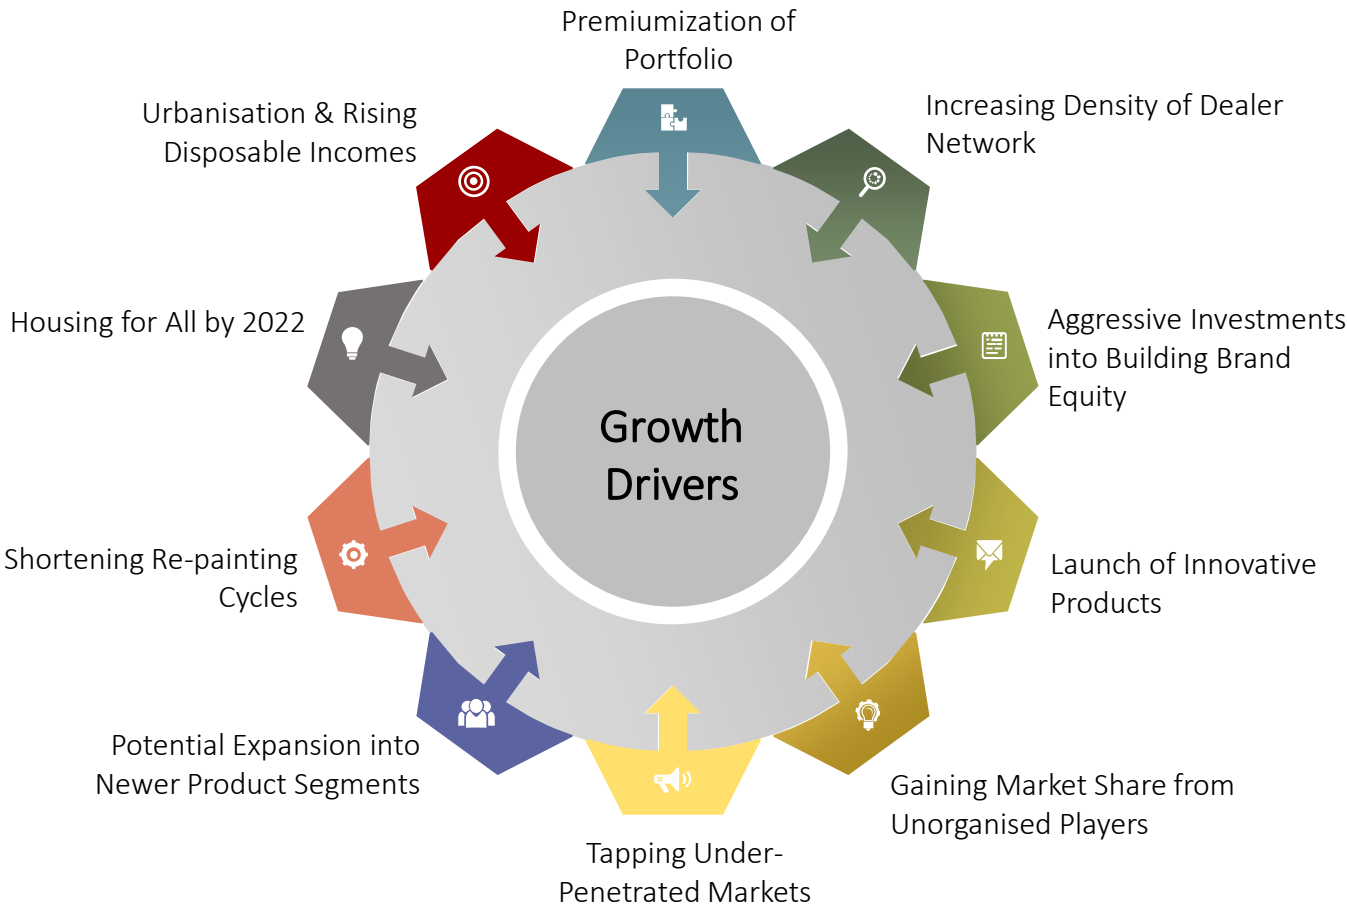 Premiumization of
Portfolio
Increasing Density of Dealer
Network
Aggressive Investments
into Building Brand
Equity
Launch of Innovative
Products
Gaining Market Share from
Unorganised Players
Tapping Under-
Penetrated Markets
Potential Expansion into
Newer Product Segments
Shortening Re-painting
Cycles
Housing for All by 2022
Urbanisation & Rising
Disposable Incomes
Growth
Drivers